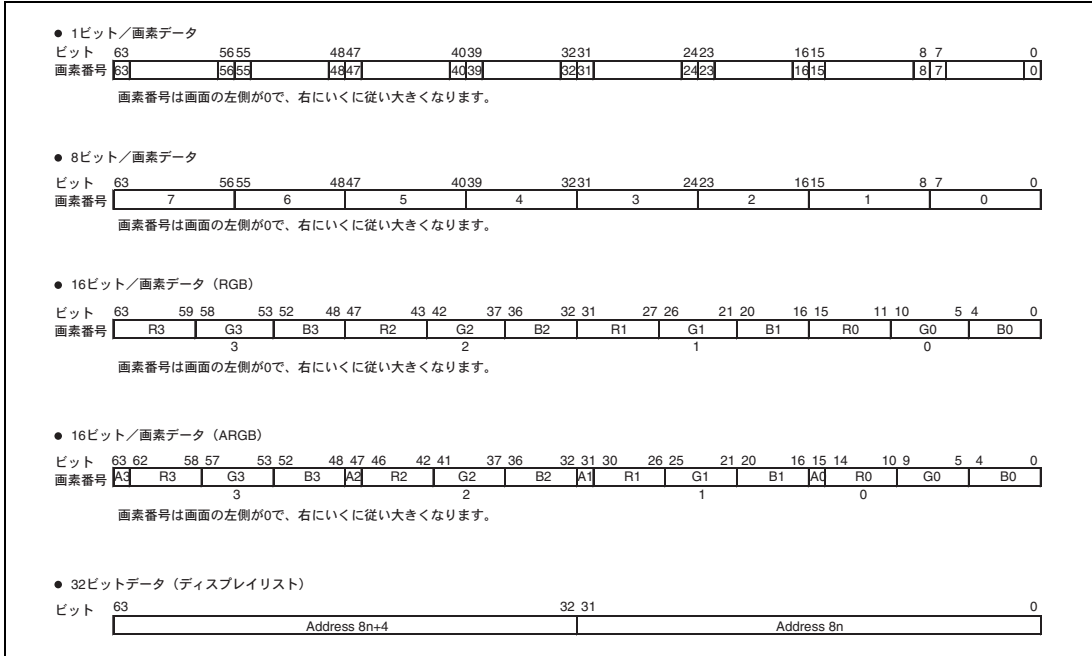 ● 1ビット／画素データ
ビット 63 56 55 48 47 40 39 32 31 24 23 16 15 8 7 0
画素番号 63 56 55 48 47 40 39 32 31 24 23 16 15 8 7 0
画素番号は画面の左側が0で、右にいくに従い大きくなります。
● 8ビット／画素データ
ビット 63 56 55 48 47 40 39 32 31 24 23 16 15 8 7 0
画素番号 7 6 5 4 3 2 1 0
画素番号は画面の左側が0で、右にいくに従い大きくなります。
● 16ビット／画素データ（RGB）
ビット 63 59 58 53 52 48 47 43 42 37 36 32 31 27 26 21 20 16 15 11 10 5 4 0
画素番号 R3 G3 B3 R2 G2 B2 R1 G1 B1 R0 G0 B0
3 2 1 0
画素番号は画面の左側が0で、右にいくに従い大きくなります。
● 16ビット／画素データ（ARGB）
ビット 63 62 58 57 53 52 48 47 46 42 41 37 36 32 31 30 26 25 21 20 16 15 14 10 9 5 4 0
画素番号 A3 R3 G3 B3 A2 R2 G2 B2 A1 R1 G1 B1 A0 R0 G0 B0
3 2 1 0
画素番号は画面の左側が0で、右にいくに従い大きくなります。
● 32ビットデータ（ディスプレイリスト）
ビット 63 32 31 0
Address 8n+4 Address 8n